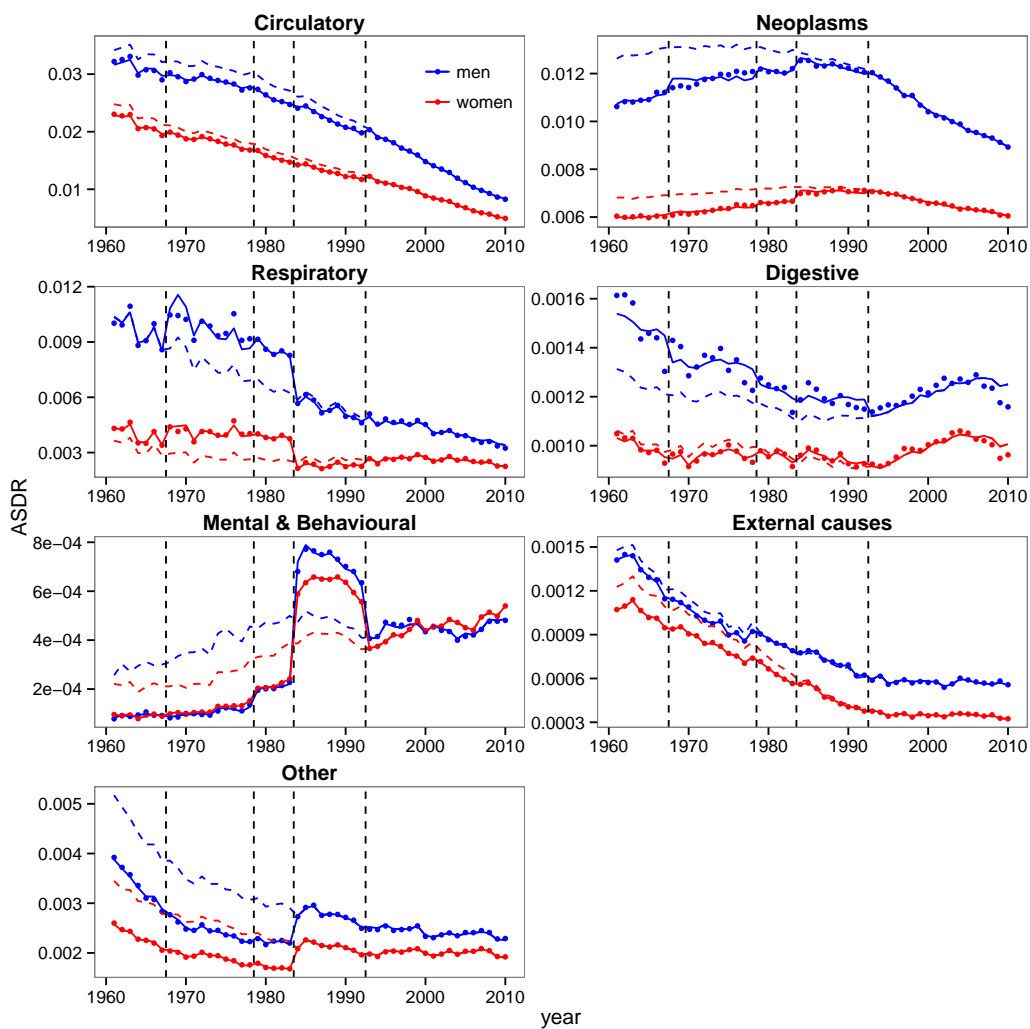 Circulatory
Neoplasms
0.03
0.02
0.01
men
women
0.012
0.010
0.008
0.006
1960 1970 1980 1990 2000 2010
1960 1970 1980 1990 2000 2010
Respiratory
Digestive
0.012
0.009
0.006
0.003
0.0016
0.0014
0.0012
0.0010
1960 1970 1980 1990 2000 2010
1960 1970 1980 1990 2000 2010
ASDR
Mental & Behavioural
External causes
8e−04
6e−04
4e−04
2e−04
0.0015
0.0012
0.0009
0.0006
0.0003
1960 1970 1980 1990 2000 2010
1960 1970 1980 1990 2000 2010
Other
0.005
0.004
0.003
0.002
1960 1970 1980 1990 2000 2010
year